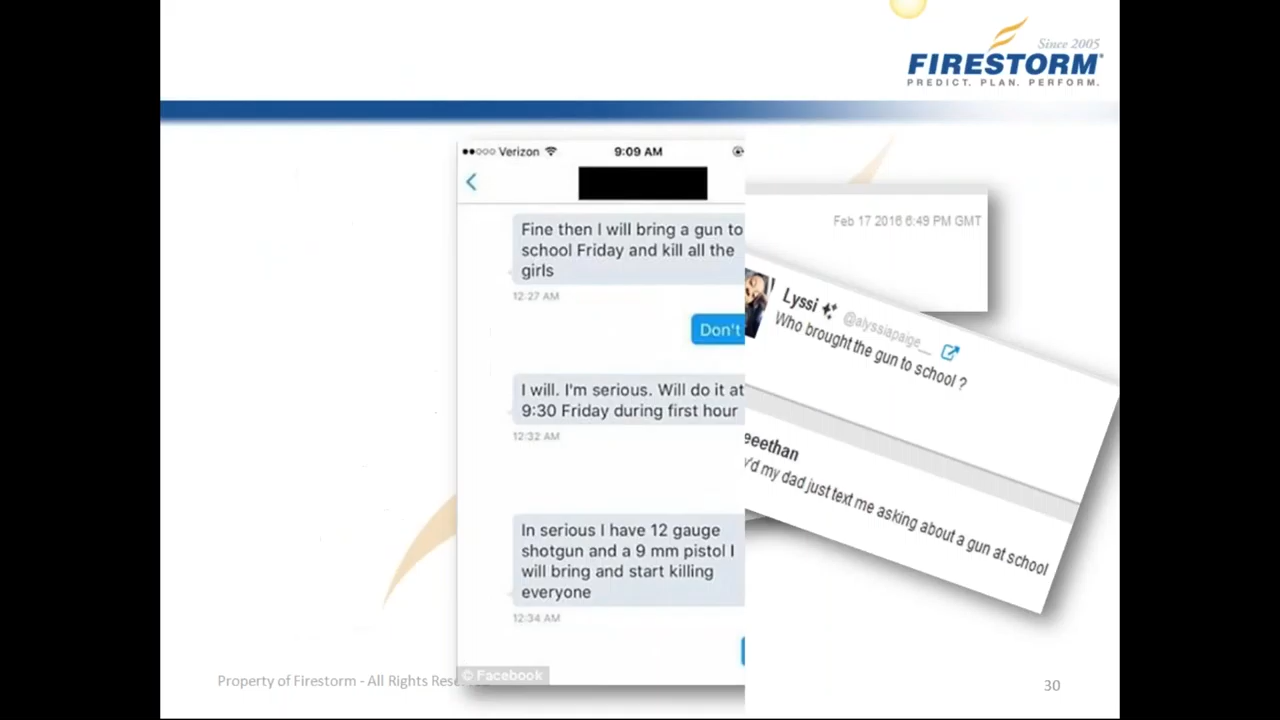 Since 2005
FIRESTORM
PREDICT. PLAN. PERFORM.
Verizon
9:09 AM
Fine then I will bring a gun to
school Friday and kill all the
girls
12:27 AM
Don't
I will. I'm serious. Will do it at
9:30 Friday during first hour
12:32 AM
In serious I have 12 gauge
shotgun and a 9 mm pistol I
will bring and start killing
everyone
12:34 AM
© Facebook
Feb 17 2016 6:49 PM GMT
Lyssi @alyssiapaige__
Who brought the gun to school ?
eeethan
y'd my dad just text me asking about a gun at school
Property of Firestorm - All Rights
30